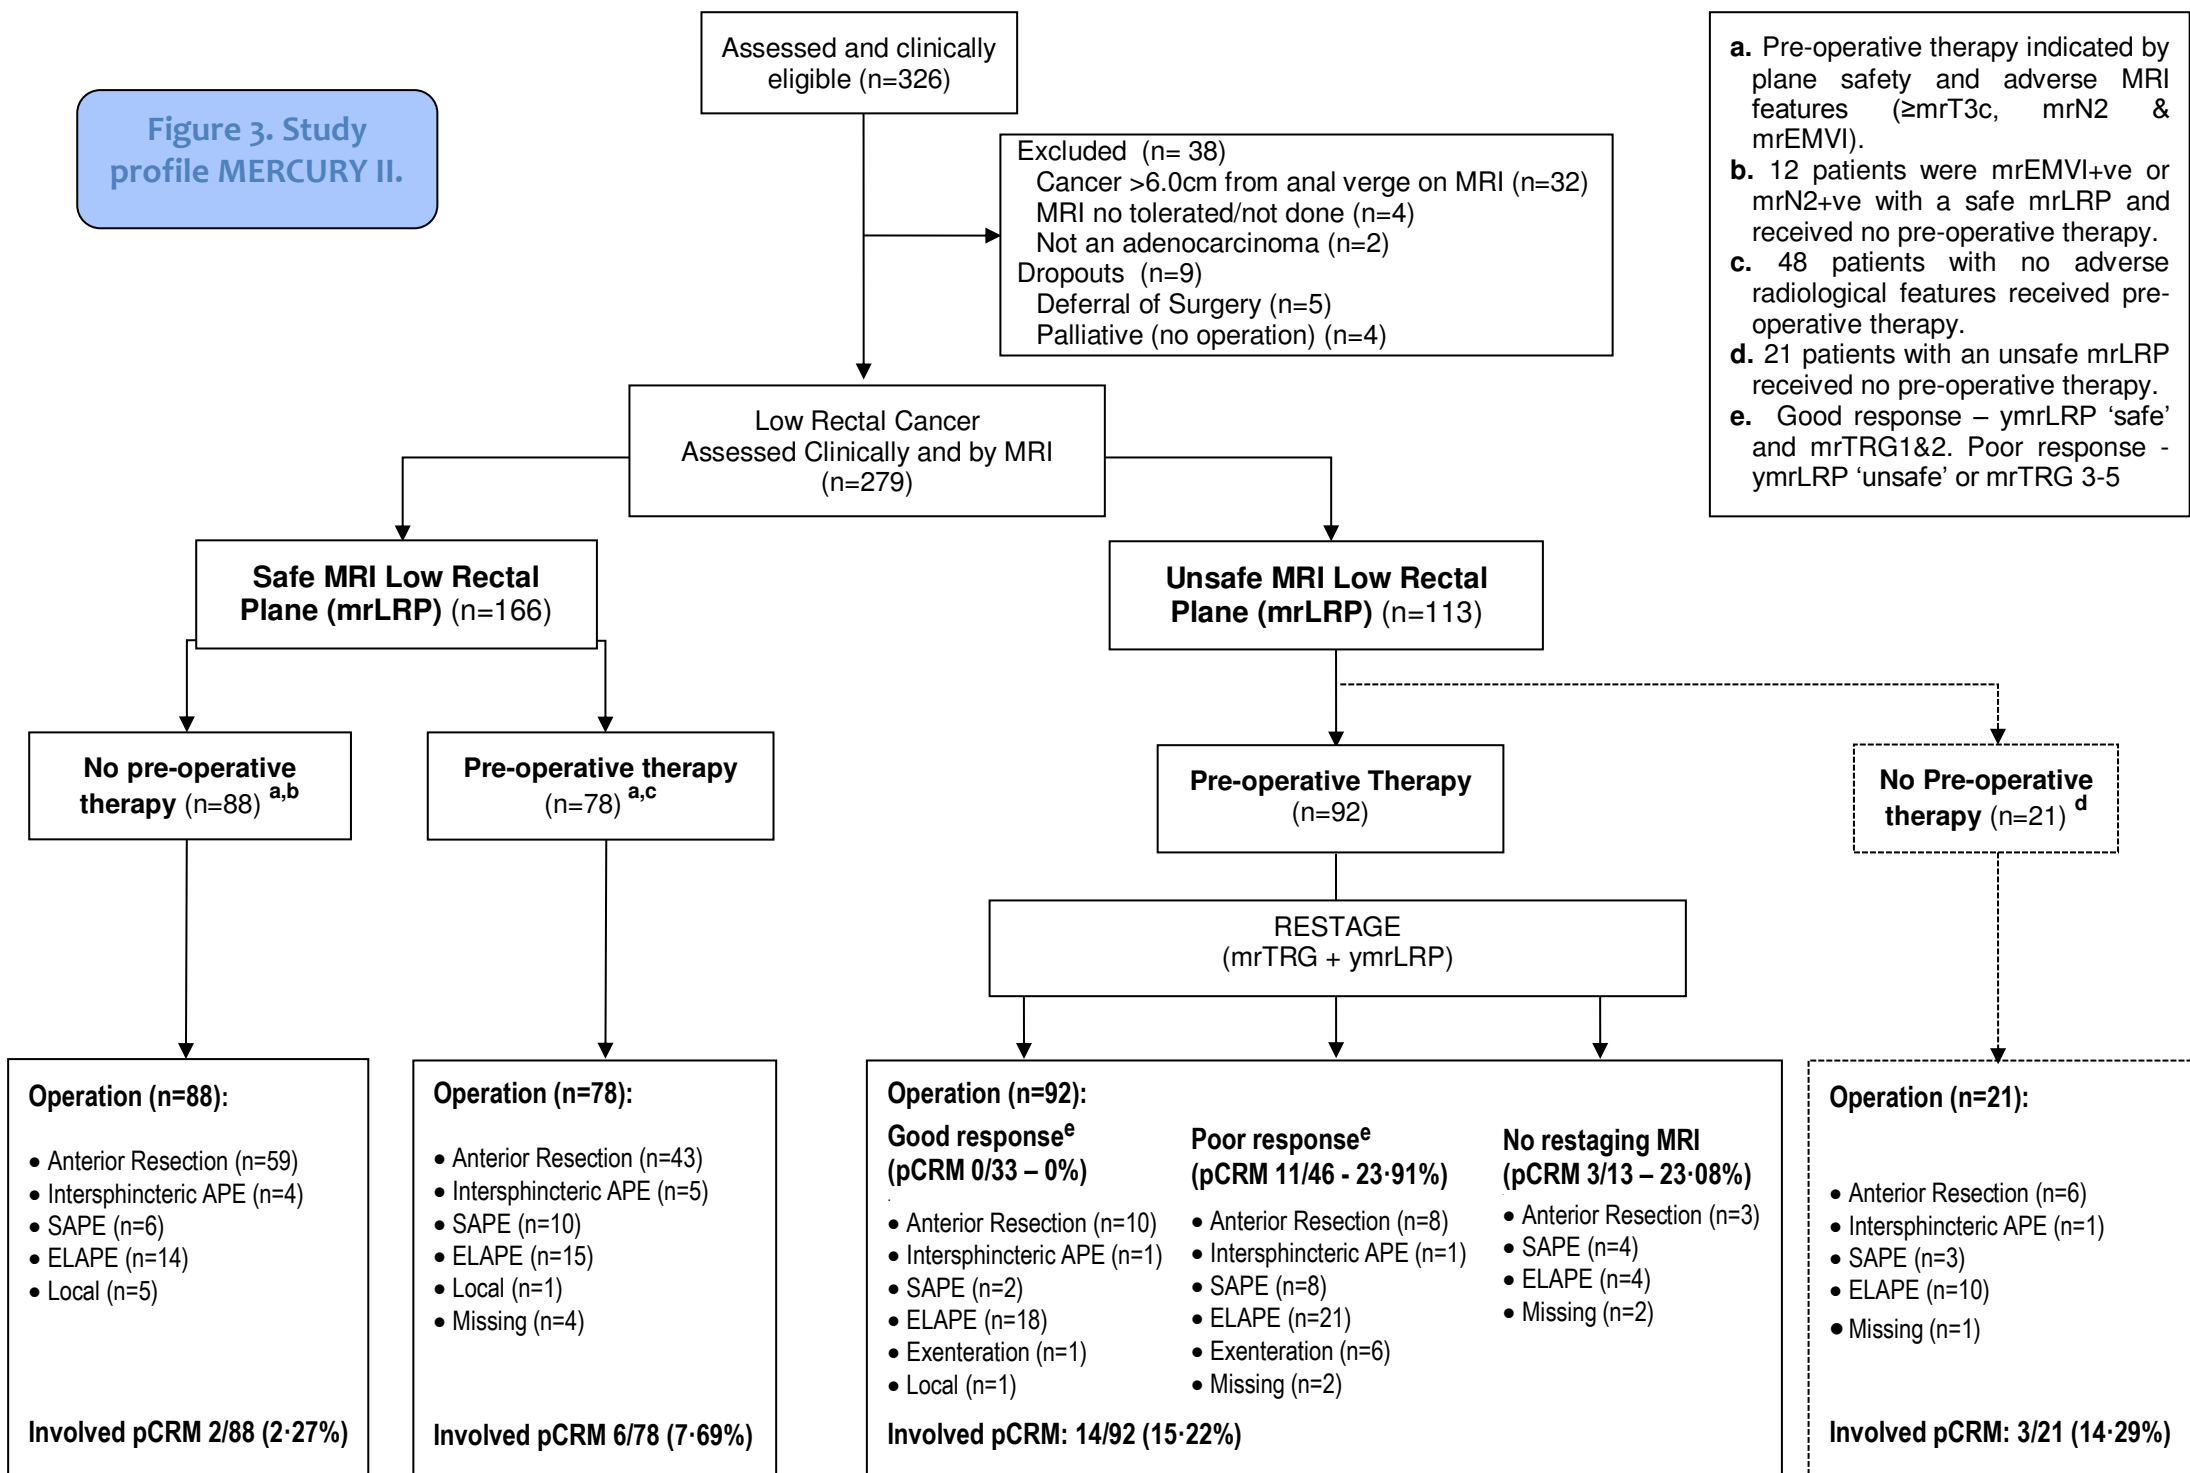 Assessed and clinically
eligible (n=326)
Figure 3. Study
profile MERCURY II.
a. Pre-operative therapy indicated by
plane safety and adverse MRI
features (≥mrT3c, mrN2 &
mrEMVI).
b. 12 patients were mrEMVI+ve or
mrN2+ve with a safe mrLRP and
received no pre-operative therapy.
c. 48 patients with no adverse
radiological features received pre-
operative therapy.
d. 21 patients with an unsafe mrLRP
received no pre-operative therapy.
e. Good response – ymrLRP ‘safe’
and mrTRG1&2. Poor response -
ymrLRP ‘unsafe’ or mrTRG 3-5
Excluded (n= 38)
Cancer >6.0cm from anal verge on MRI (n=32)
MRI no tolerated/not done (n=4)
Not an adenocarcinoma (n=2)
Dropouts (n=9)
Deferral of Surgery (n=5)
Palliative (no operation) (n=4)
Low Rectal Cancer
Assessed Clinically and by MRI
(n=279)
Safe MRI Low Rectal
Plane (mrLRP) (n=166)
Unsafe MRI Low Rectal
Plane (mrLRP) (n=113)
No pre-operative
therapy (n=88) a,b
Pre-operative therapy
(n=78) a,c
Pre-operative Therapy
(n=92)
No Pre-operative
therapy (n=21) d
RESTAGE
(mrTRG + ymrLRP)
Operation (n=88):
• Anterior Resection (n=59)
• Intersphincteric APE (n=4)
• SAPE (n=6)
• ELAPE (n=14)
• Local (n=5)
Involved pCRM 2/88 (2·27%)
Operation (n=78):
• Anterior Resection (n=43)
• Intersphincteric APE (n=5)
• SAPE (n=10)
• ELAPE (n=15)
• Local (n=1)
• Missing (n=4)
Involved pCRM 6/78 (7·69%)
Operation (n=92):
Good response e
(pCRM 0/33 – 0%)
• Anterior Resection (n=10)
• Intersphincteric APE (n=1)
• SAPE (n=2)
• ELAPE (n=18)
• Exenteration (n=1)
• Local (n=1)
Poor response e
(pCRM 11/46 - 23·91%)
• Anterior Resection (n=8)
• Intersphincteric APE (n=1)
• SAPE (n=8)
• ELAPE (n=21)
• Exenteration (n=6)
• Missing (n=2)
No restaging MRI
(pCRM 3/13 – 23·08%)
• Anterior Resection (n=3)
• SAPE (n=4)
• ELAPE (n=4)
• Missing (n=2)
Involved pCRM: 14/92 (15·22%)
Operation (n=21):
• Anterior Resection (n=6)
• Intersphincteric APE (n=1)
• SAPE (n=3)
• ELAPE (n=10)
• Missing (n=1)
Involved pCRM: 3/21 (14·29%)